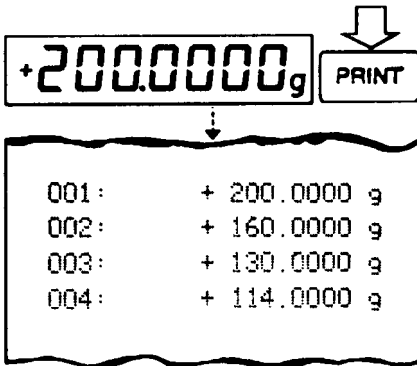 +200.0000g
PRINT
001: + 200.0000 g
002: + 160.0000 g
003: + 130.0000 g
004: + 114.0000 g